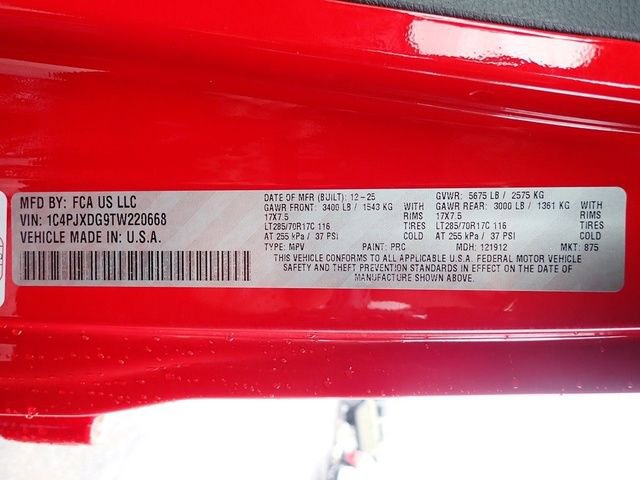 MFD BY: FCA US LLC
VIN: 1C4PJXDG9TW220668
VEHICLE MADE IN: U.S.A.
DATE OF MFR (BUILT): 12-25 GVWR: 5675 LB / 2575 KG
GAWR FRONT: 3400 LB / 1543 KG GAWR REAR: 3000 LB / 1361 KG
17X7.5 TIRES 17X7.5 TIRES
LT285/70R17C 116 LT285/70R17C 116
AT 255 kPa / 37 PSI COLD AT 255 kPa / 37 PSI COLD
TYPE: MPV PAINT: PRC MDH: 121912 MKT: 875
THIS VEHICLE CONFORMS TO ALL APPLICABLE U.S.A. FEDERAL MOTOR VEHICLE
SAFETY AND THEFT PREVENTION STANDARDS IN EFFECT ON THE DATE OF
MANUFACTURE SHOWN ABOVE.